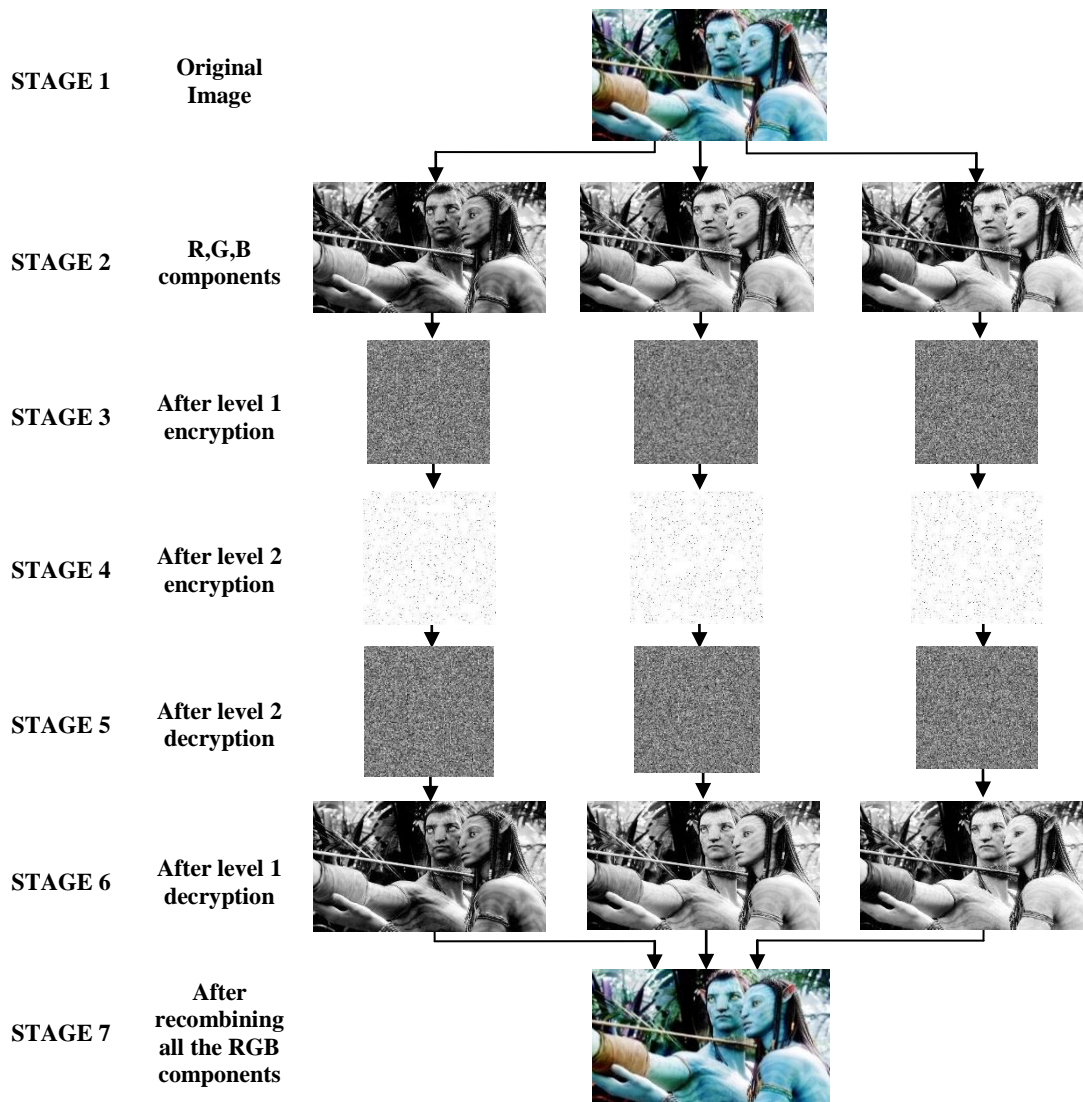 STAGE 1
Original
Image
STAGE 2
R,G,B
components
STAGE 3
After level 1
encryption
STAGE 4
After level 2
encryption
STAGE 5
After level 2
decryption
STAGE 6
After level 1
decryption
STAGE 7
After
recombining
all the RGB
components